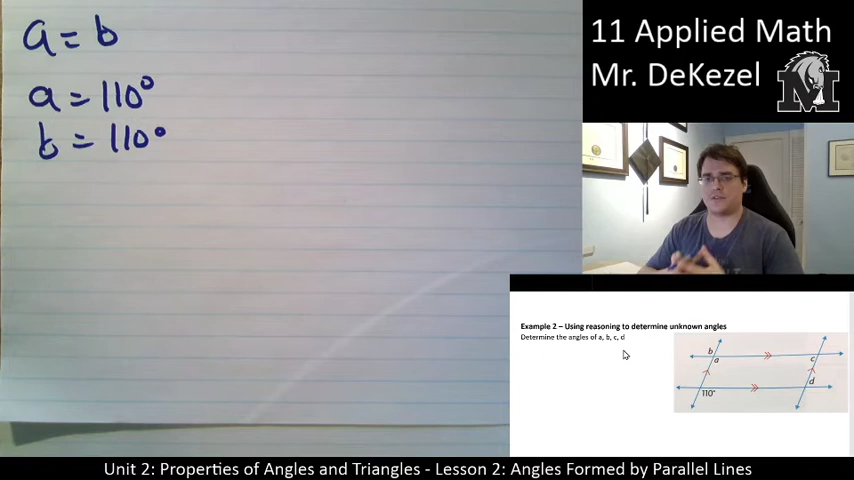 a = b
a = 110°
b = 110°
11 Applied Math
Mr. DeKezel
M
Example 2 – Using reasoning to determine unknown angles
Determine the angles of a, b, c, d
b
a
c
d
110°
Unit 2: Properties of Angles and Triangles - Lesson 2: Angles Formed by Parallel Lines